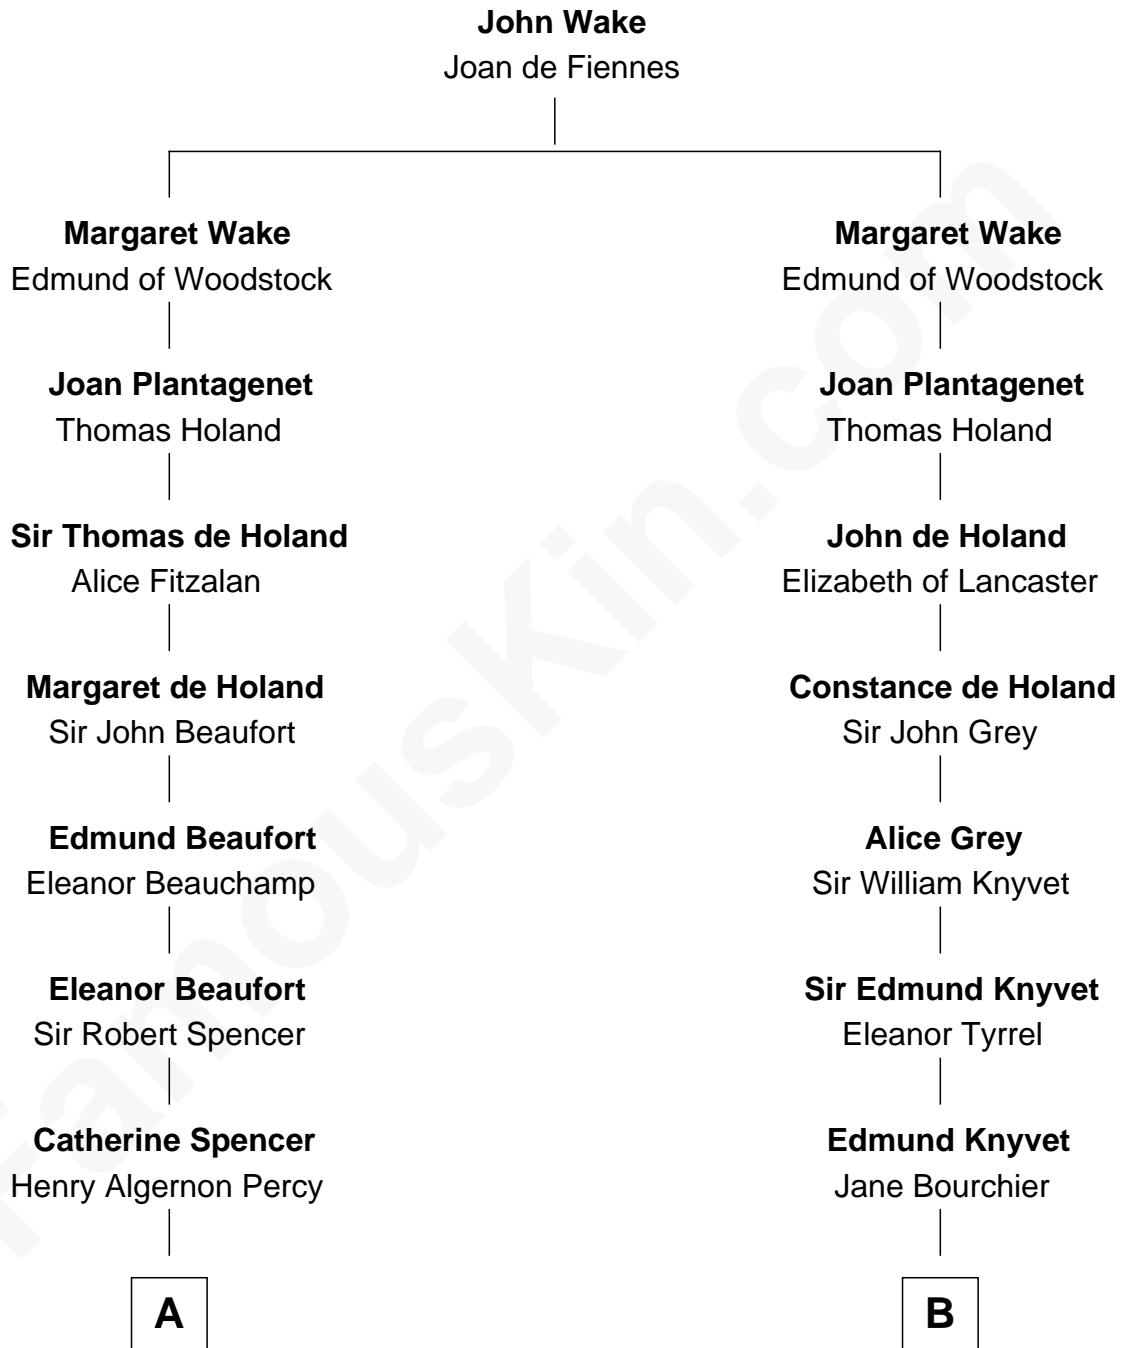 John Wake
Joan de Fiennes
Margaret Wake
Edmund of Woodstock
Joan Plantagenet
Thomas Holand
Sir Thomas de Holand
Alice Fitzalan
Margaret de Holand
Sir John Beaufort
Edmund Beaufort
Eleanor Beauchamp
Eleanor Beaufort
Sir Robert Spencer
Catherine Spencer
Henry Algernon Percy
A
Margaret Wake
Edmund of Woodstock
Joan Plantagenet
Thomas Holand
John de Holand
Elizabeth of Lancaster
Constance de Holand
Sir John Grey
Alice Grey
Sir William Knyvet
Sir Edmund Knyvet
Eleanor Tyrrel
Edmund Knyvet
Jane Bourchier
B
FamousKin.com